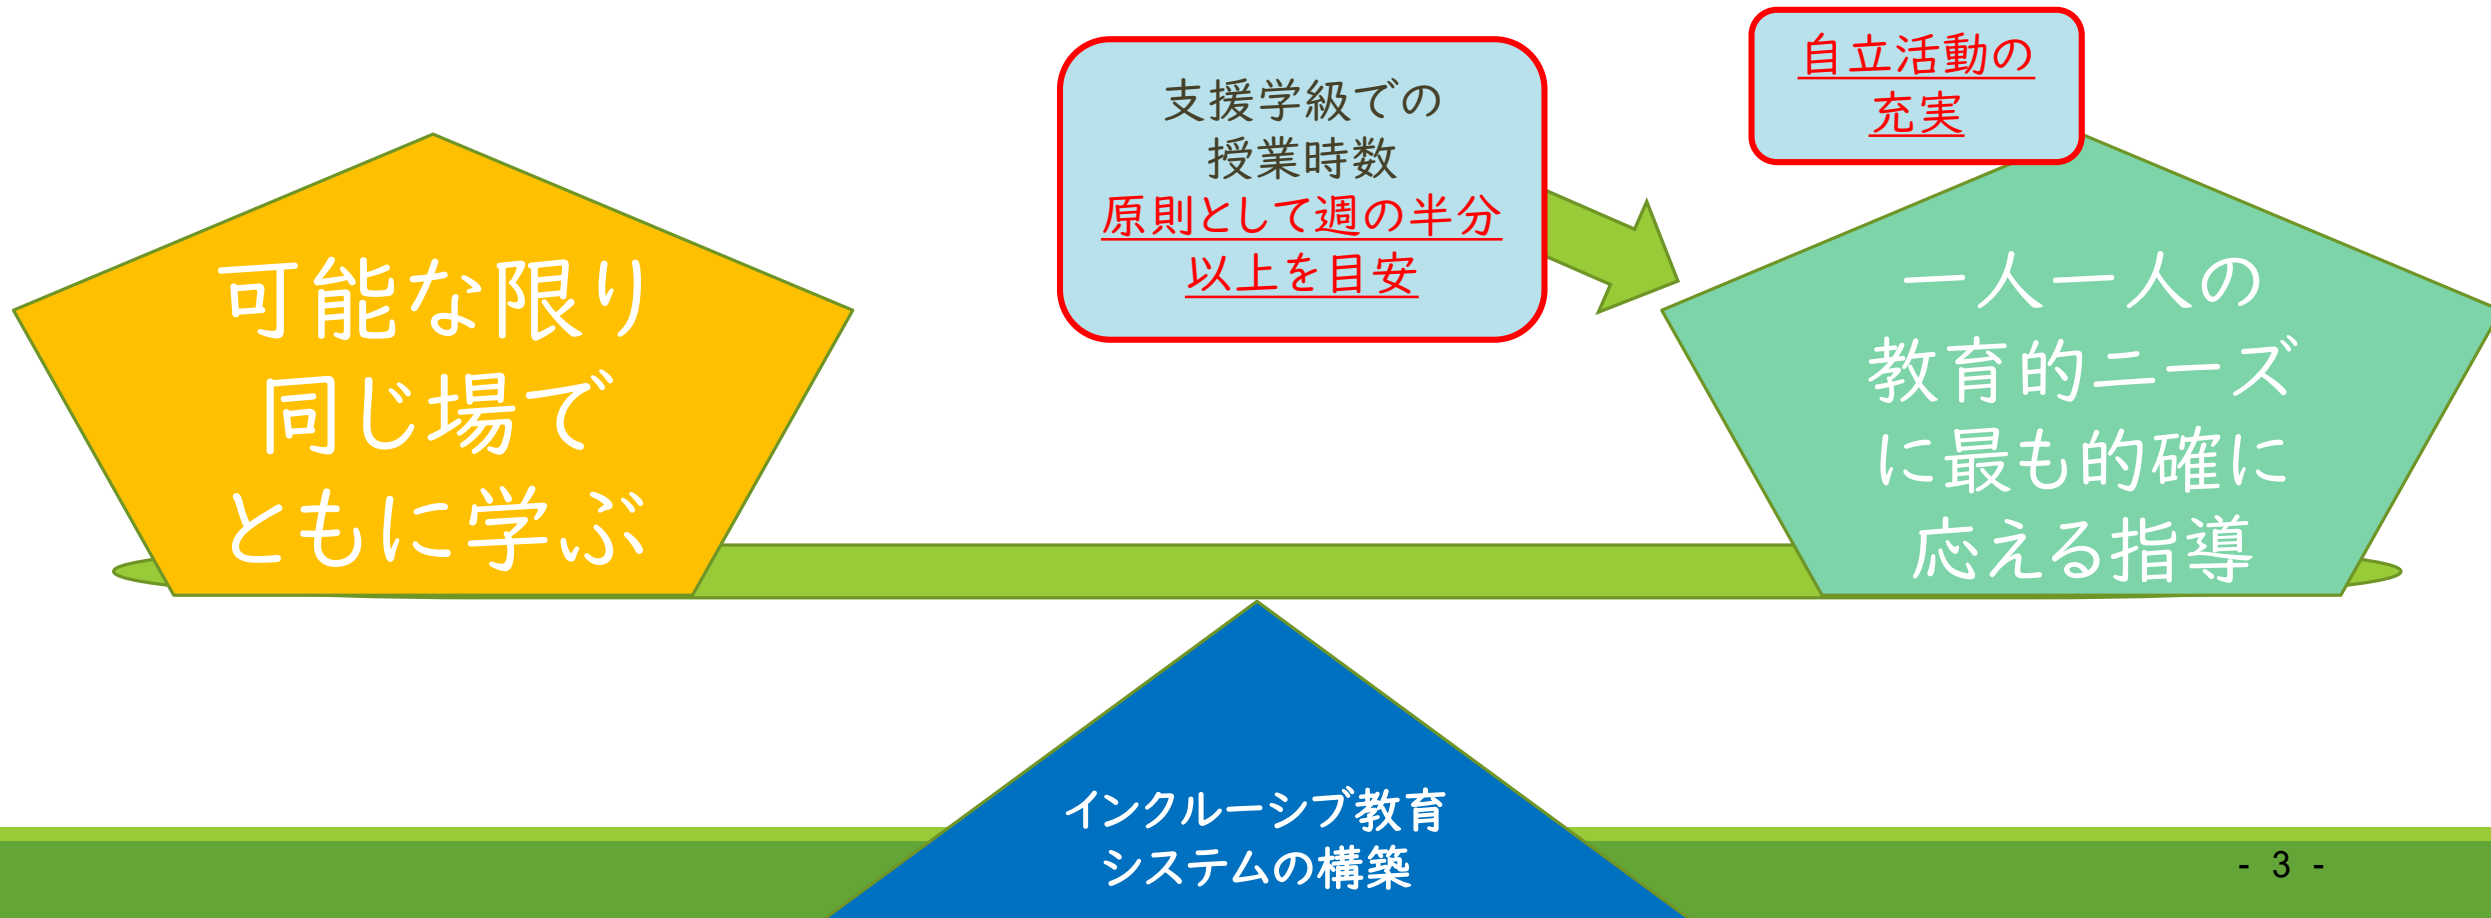 可能な限り
同じ場で
ともに学ぶ
支援学級での
授業時数
原則として週の半分
以上を目安
自立活動の
充実
一人一人の
教育的ニーズ
に最も的確に
応える指導
インクルーシブ教育
システムの構築
- 3 -